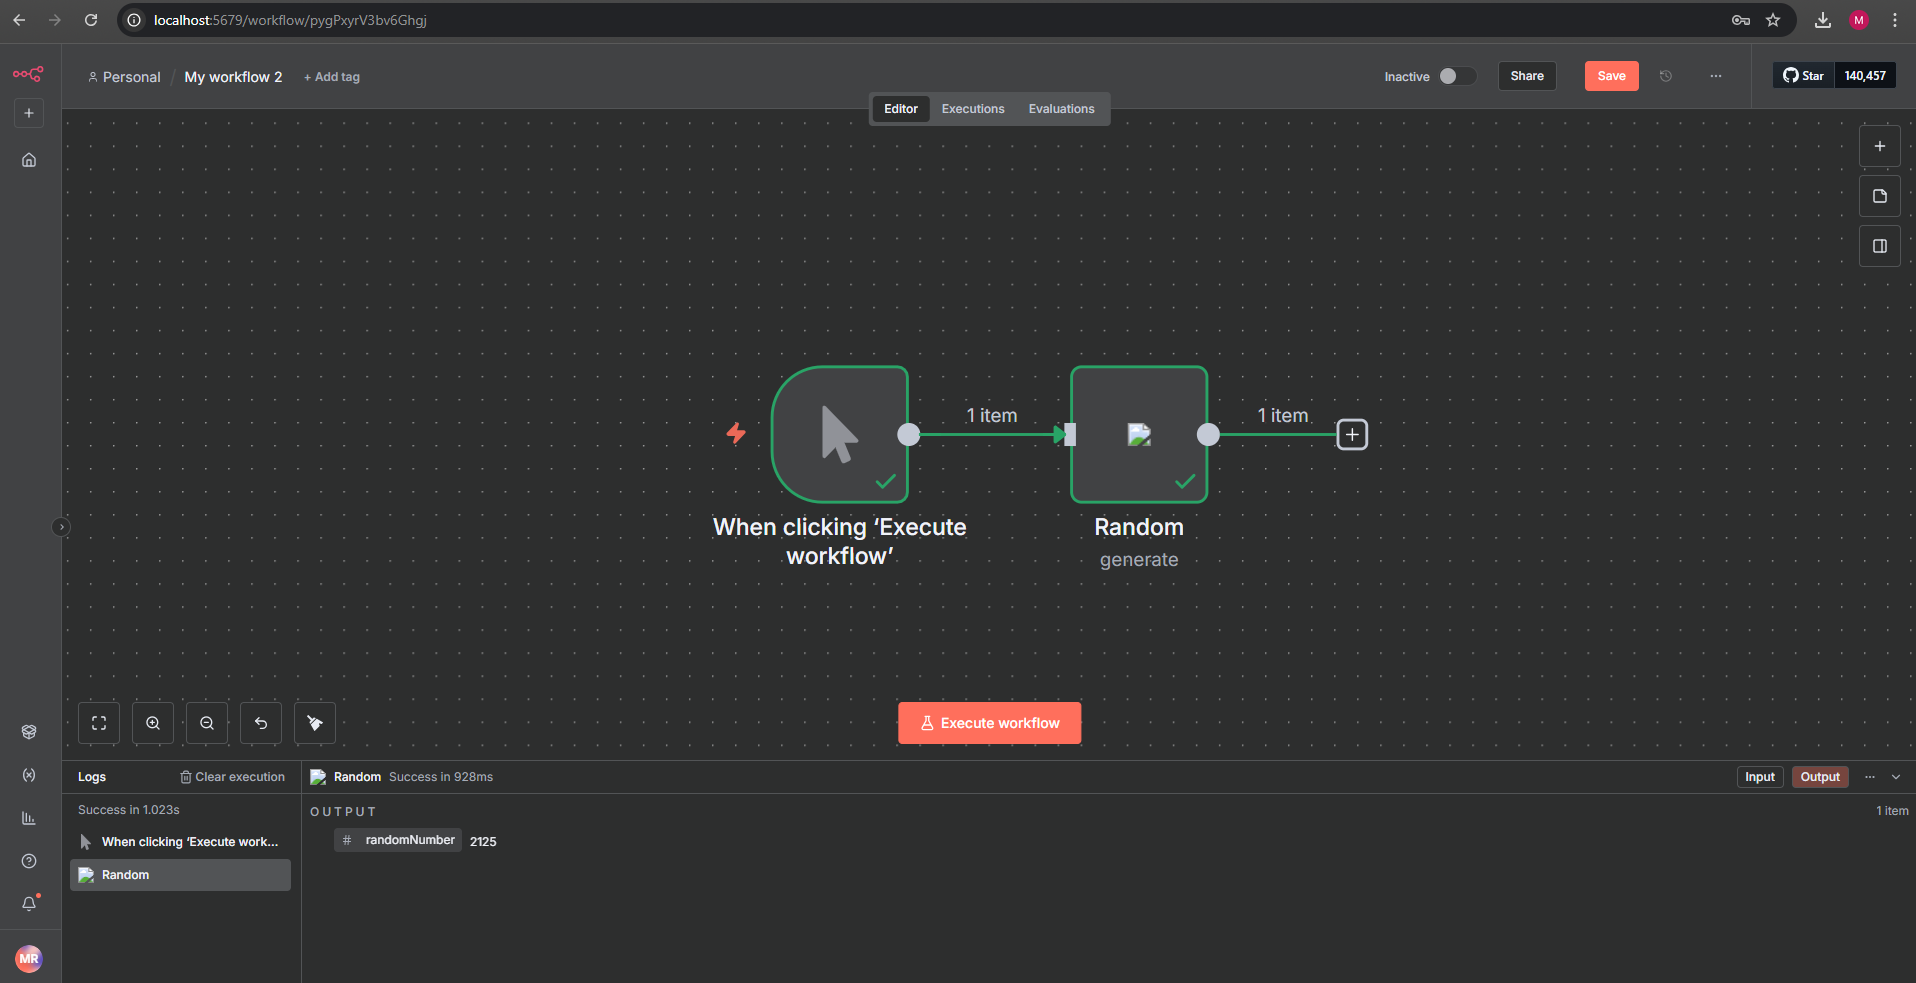 localhost:5679/workflow/pygPxyrV3bv6Ghgj
M
Personal / My workflow 2 + Add tag
Inactive
Share
Save
Star 140,457
Editor Executions Evaluations
1 item
1 item
When clicking ‘Execute
workflow’
Random
generate
Execute workflow
Logs
Clear execution
Random Success in 928ms
Input
Output
Success in 1.023s
OUTPUT
1 item
When clicking ‘Execute work...
# randomNumber 2125
Random
MR